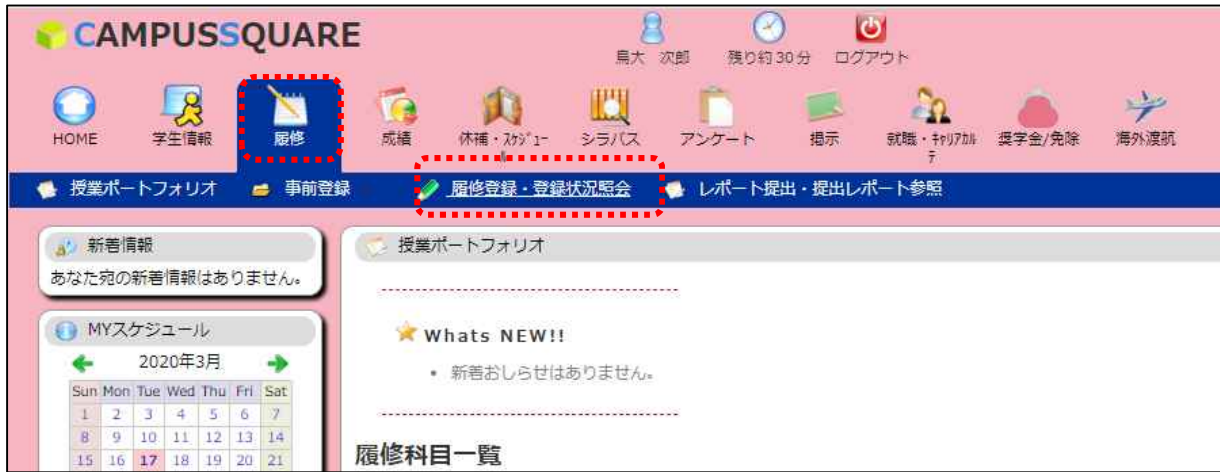 CAMPUSSQUARE
鳥大 次郎 残り約30分 ログアウト
HOME 学生情報 履修 成績 休補・スケジュー シラバス アンケート 掲示 就職・キャリアカル 奨学金/免除 海外渡航
テ
授業ポートフォリオ 事前登録 履修登録・登録状況照会 レポート提出・提出レポート参照
新着情報
あなた宛の新着情報はありません。
授業ポートフォリオ
Whats NEW!!
• 新着おしらせはありません。
MYスケジュール
2020年3月
Sun Mon Tue Wed Thu Fri Sat
1 2 3 4 5 6 7
8 9 10 11 12 13 14
15 16 17 18 19 20 21
履修科目一覧